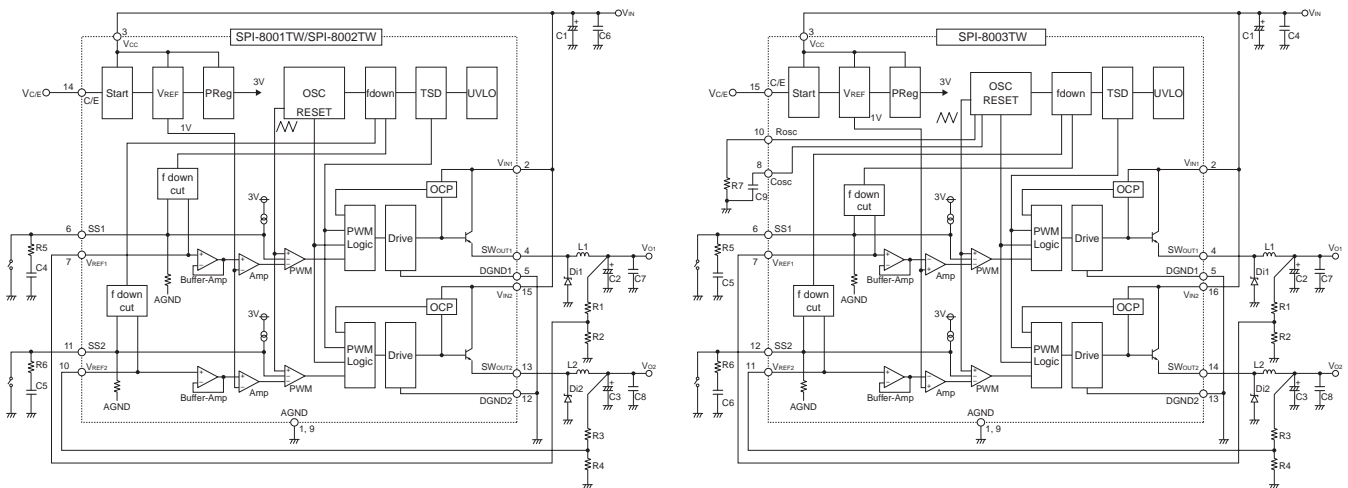 VIN
3
VCC
SPI-8001TW/SPI-8002TW
C1
+
C6
VC/E
14
C/E
Start
VREF
PReg
3V
OSC
RESET
fdown
TSD
UVLO
1V
VIN1
2
f down
cut
OCP
3V
6
SS1
PWM
Logic
Drive
R5
C4
7
VREF1
Buffer-Amp
Amp
PWM
SWOUT1
4
L1
VO1
AGND
DGND1
5
Di1
+
C2
C7
15
VIN2
R1
f down
cut
OCP
3V
R2
11
SS2
PWM
Logic
Drive
R6
C5
10
VREF2
Buffer-Amp
Amp
PWM
SWOUT2
13
L2
VO2
AGND
DGND2
12
Di2
+
C3
C8
AGND
1, 9
R3
R4
VIN
3
VCC
SPI-8003TW
C1
+
C4
VC/E
15
C/E
Start
VREF
PReg
3V
OSC
RESET
fdown
TSD
UVLO
1V
10
Rosc
8
Cosc
R7
C9
VIN1
2
f down
cut
OCP
3V
6
SS1
PWM
Logic
Drive
R5
C5
7
VREF1
Buffer-Amp
Amp
PWM
SWOUT1
4
L1
VO1
AGND
DGND1
5
Di1
+
C2
C7
VIN2
16
R1
f down
cut
OCP
3V
R2
12
SS2
PWM
Logic
Drive
R6
C6
11
VREF2
Buffer-Amp
Amp
PWM
SWOUT2
14
L2
VO2
AGND
DGND2
13
Di2
+
C3
C8
AGND
1, 9
R3
R4